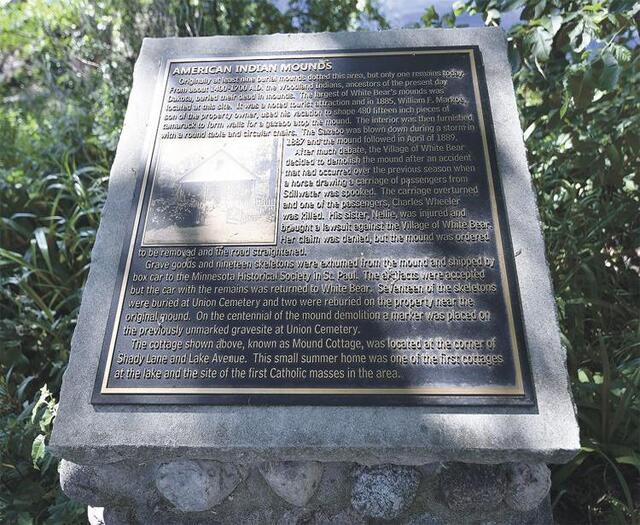 AMERICAN INDIAN MOUNDS
Originally at least nine burial mounds dotted this area, but only one remains today.
From about 1400-1700 A.D. the Woodland Indians, ancestors of the present day
Dakota, buried their dead in mounds. The largest of White Bear's mounds was
located at this site. It was a noted tourist attraction and in 1885, William F. Markoe,
son of the property owner, used his vacation to shape 480 fifteen inch pieces of
tamarack to form walls for a gazebo atop the mound. The interior was then furnished
with a round table and circular chairs. The Gazebo was blown down during a storm in
1887 and the mound followed in April of 1889.
After much debate, the Village of White Bear
decided to demolish the mound after an accident
that had occurred over the previous season when
a horse drawing a carriage of passengers from
Stillwater was spooked. The carriage overturned
and one of the passengers, Charles Wheeler
was killed. His sister, Nellie, was injured and
brought a lawsuit against the Village of White Bear.
Her claim was denied, but the mound was ordered
to be removed and the road straightened.
Grave goods and nineteen skeletons were exhumed from the mound and shipped by
box car to the Minnesota Historical Society in St. Paul. The objects were accepted
but the car with the remains was returned to White Bear. Seventeen of the skeletons
were buried at Union Cemetery and two were reburied on the property near the
original mound. On the centennial of the mound demolition a marker was placed on
the previously unmarked gravesite at Union Cemetery.
The cottage shown above, known as Mound Cottage, was located at the corner of
Shady Lane and Lake Avenue. This small summer home was one of the first cottages
at the lake and the site of the first Catholic masses in the area.